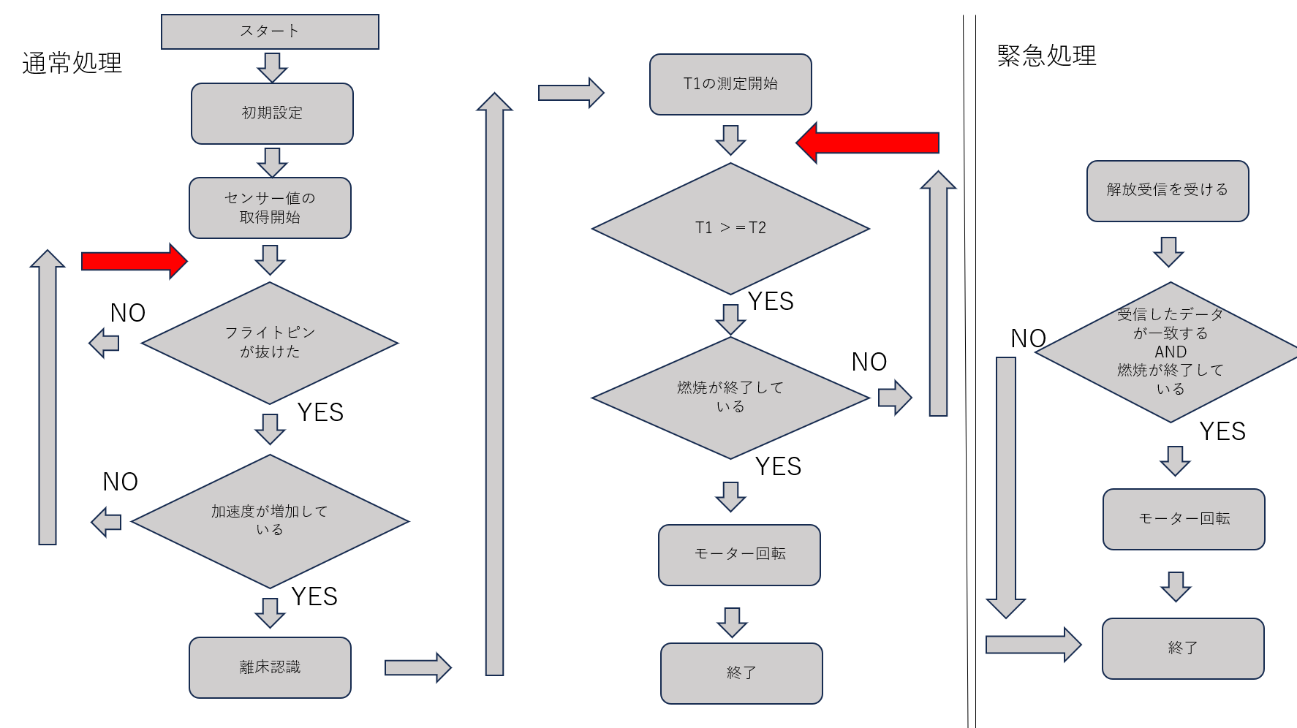 通常処理
スタート
初期設定
センサー値の
取得開始
NO
フライトピン
が抜けた
YES
NO
加速度が増加して
いる
YES
離床認識
T1の測定開始
T1 >=T2
YES
燃焼が終了して
いる
NO
YES
モーター回転
終了
緊急処理
解放受信を受ける
NO
受信したデータ
が一致する
AND
燃焼が終了して
いる
YES
モーター回転
終了